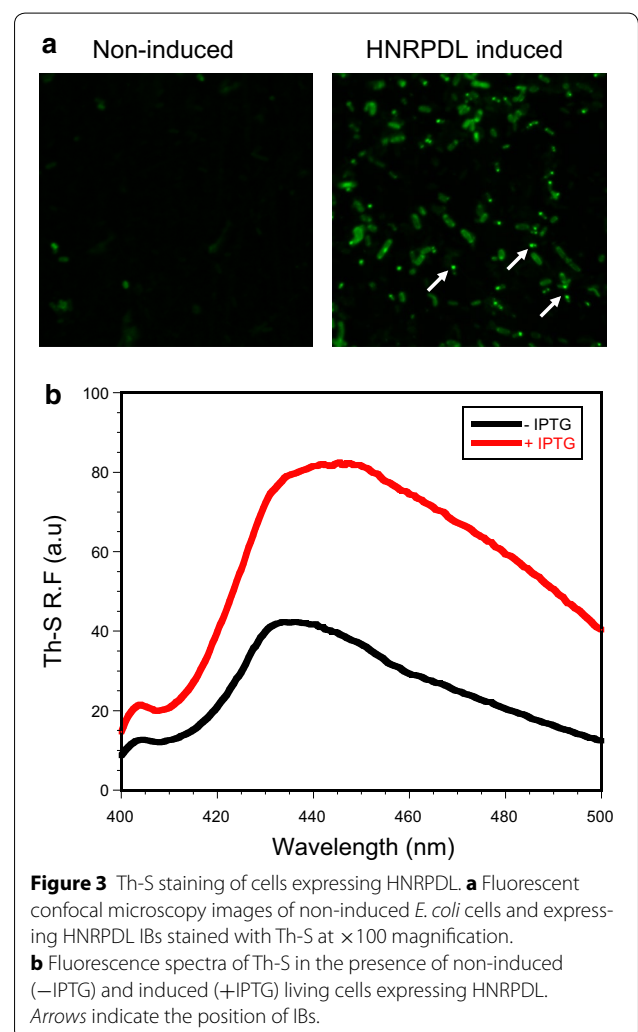 a
Non-induced
HNRPDL induced
b
100
80
60
40
20
0
Th-S R.F (a.u)
- IPTG
+ IPTG
400
420
440
460
480
500
Wavelength (nm)
Figure 3 Th-S staining of cells expressing HNRPDL. a Fluorescent
confocal microscopy images of non-induced E. coli cells and express-
ing HNRPDL IBs stained with Th-S at ×100 magnification.
b Fluorescence spectra of Th-S in the presence of non-induced
(−IPTG) and induced (+IPTG) living cells expressing HNRPDL.
Arrows indicate the position of IBs.